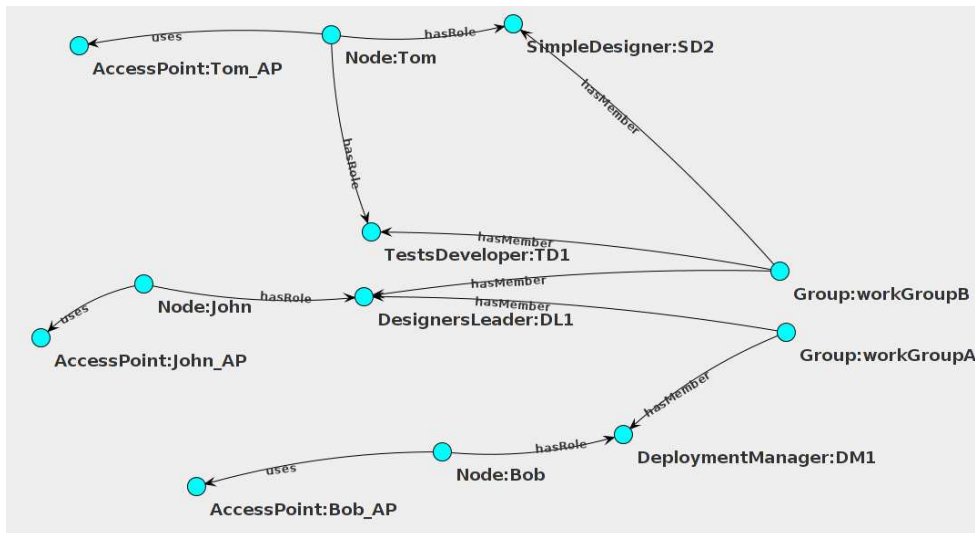 uses
hasRole
SimpleDesigner:SD2
Node:Tom
AccessPoint:Tom_AP
hasMember
hasRole
hasMember
TestsDeveloper:TD1
hasMember
Group:workGroupB
hasRole
Node:John
hasMember
uses
DesignersLeader:DL1
Group:workGroupA
AccessPoint:John_AP
hasMember
hasRole
DeploymentManager:DM1
uses
Node:Bob
AccessPoint:Bob_AP